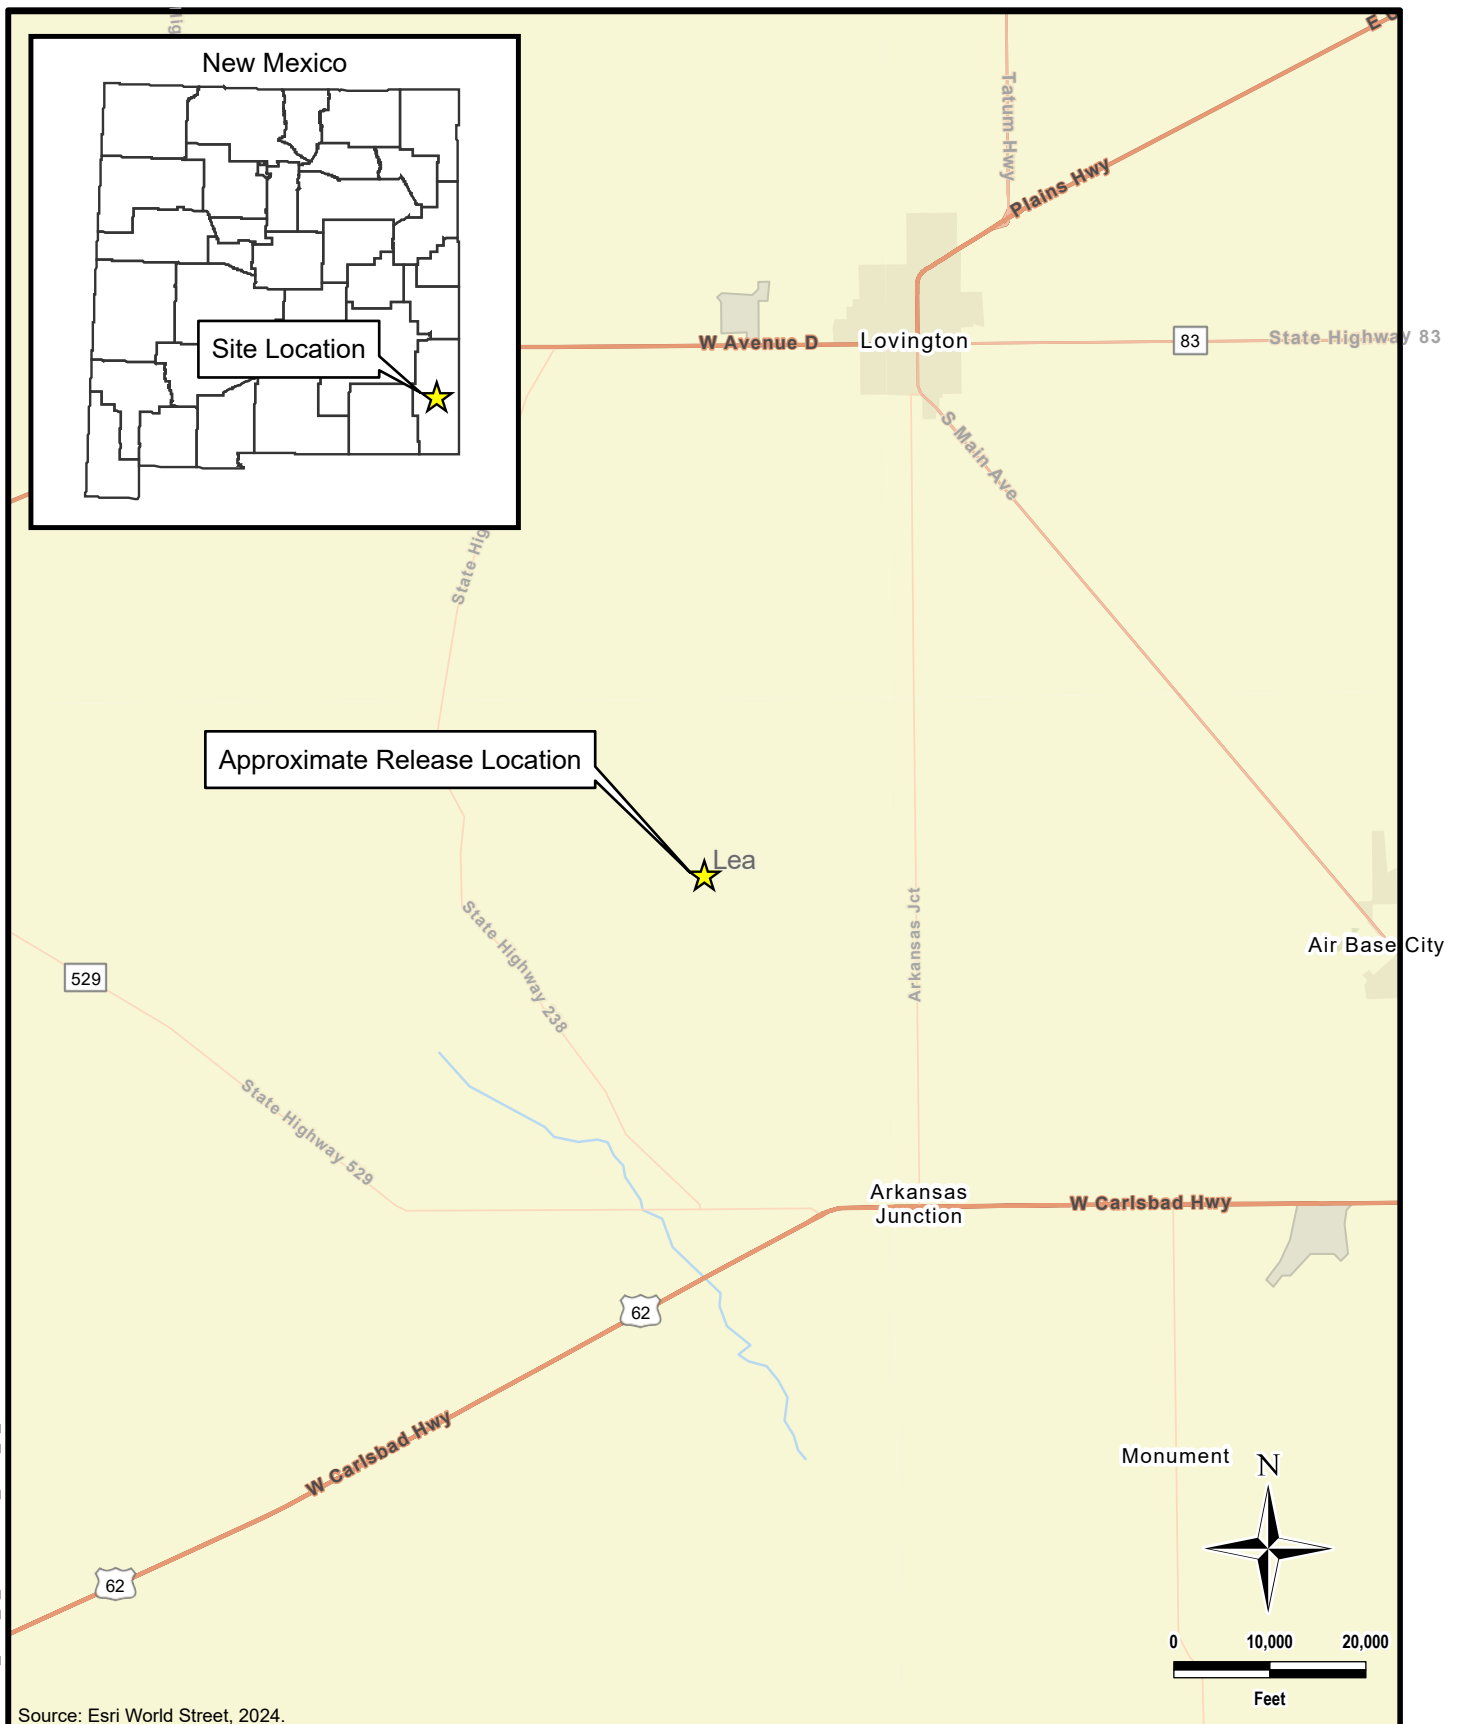 Hig
E
New Mexico
Tatum Hwy
Plains Hwy
Site Location
W Avenue D
Lovington
83
State Highway 83
S Main Ave
State Hig
Approximate Release Location
Lea
Arkansas Jct
State Highway 238
Air Base City
529
State Highway 529
Arkansas
Junction
W Carlsbad Hwy
62
W Carlsbad Hwy
Monument
N
62
0 10,000 20,000
Feet
Source: Esri World Street, 2024.